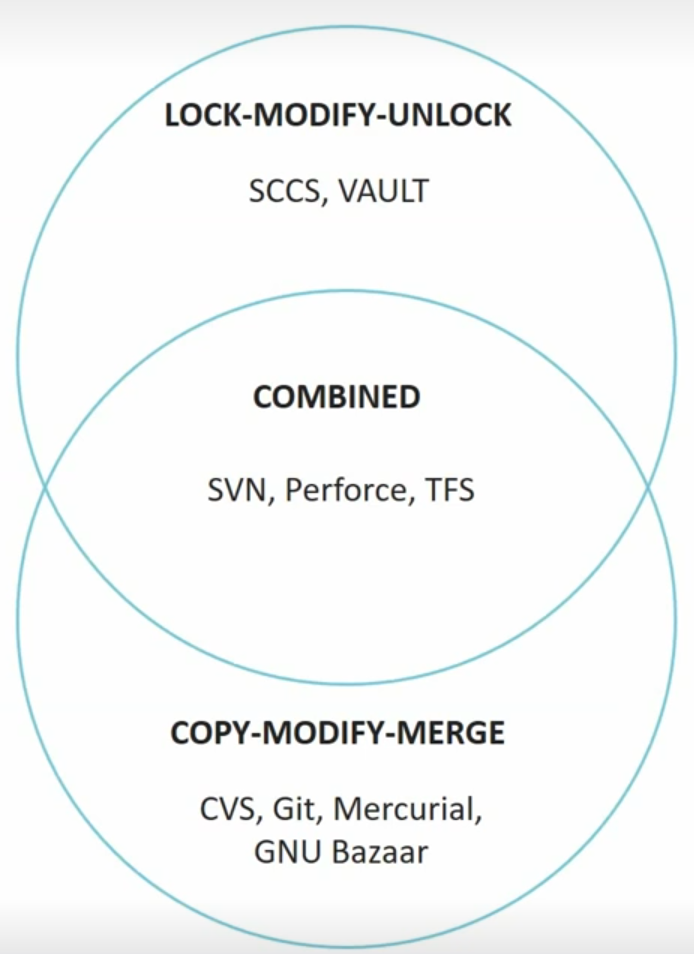 LOCK-MODIFY-UNLOCK
SCCS, VAULT
COMBINED
SVN, Perforce, TFS
COPY-MODIFY-MERGE
CVS, Git, Mercurial,
GNU Bazaar